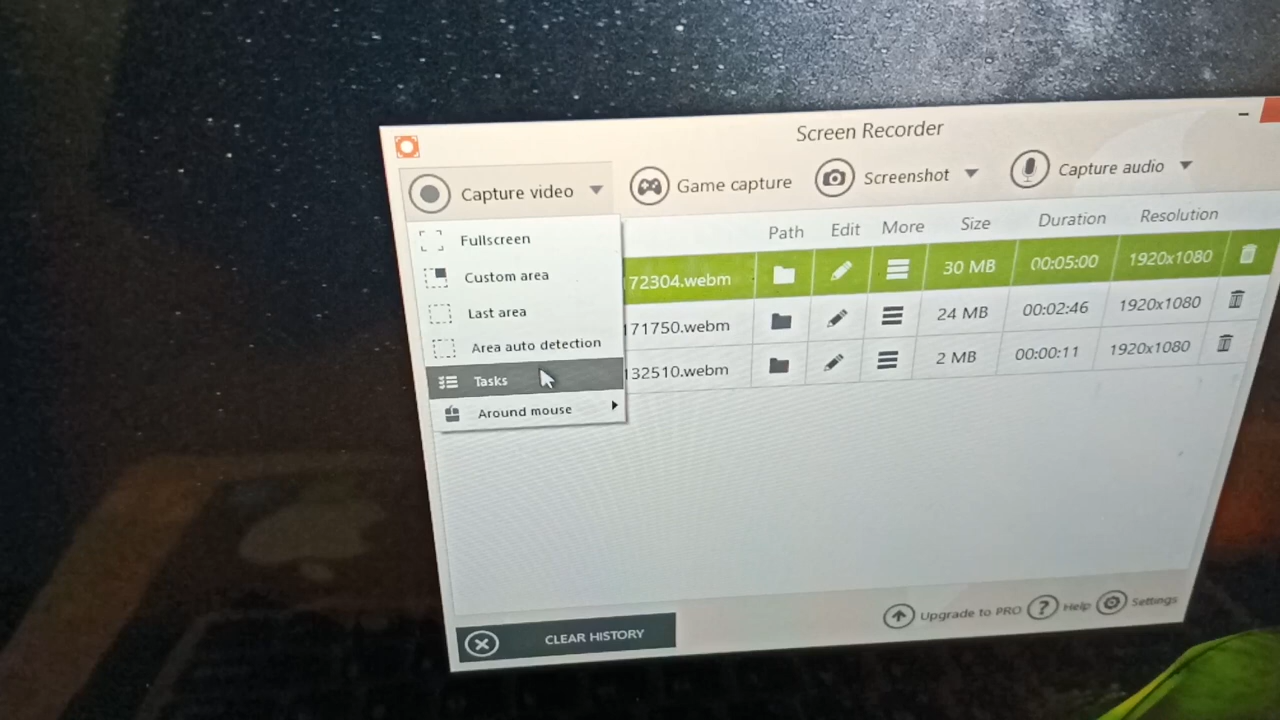 Screen Recorder
Capture video
Game capture
Screenshot
Capture audio
Path Edit More Size Duration Resolution
Fullscreen
Custom area
Last area
Area auto detection
Tasks
Around mouse
72304.webm 30 MB 00:05:00 1920x1080
171750.webm 24 MB 00:02:46 1920x1080
132510.webm 2 MB 00:00:11 1920x1080
CLEAR HISTORY
Upgrade to PRO
Help
Settings